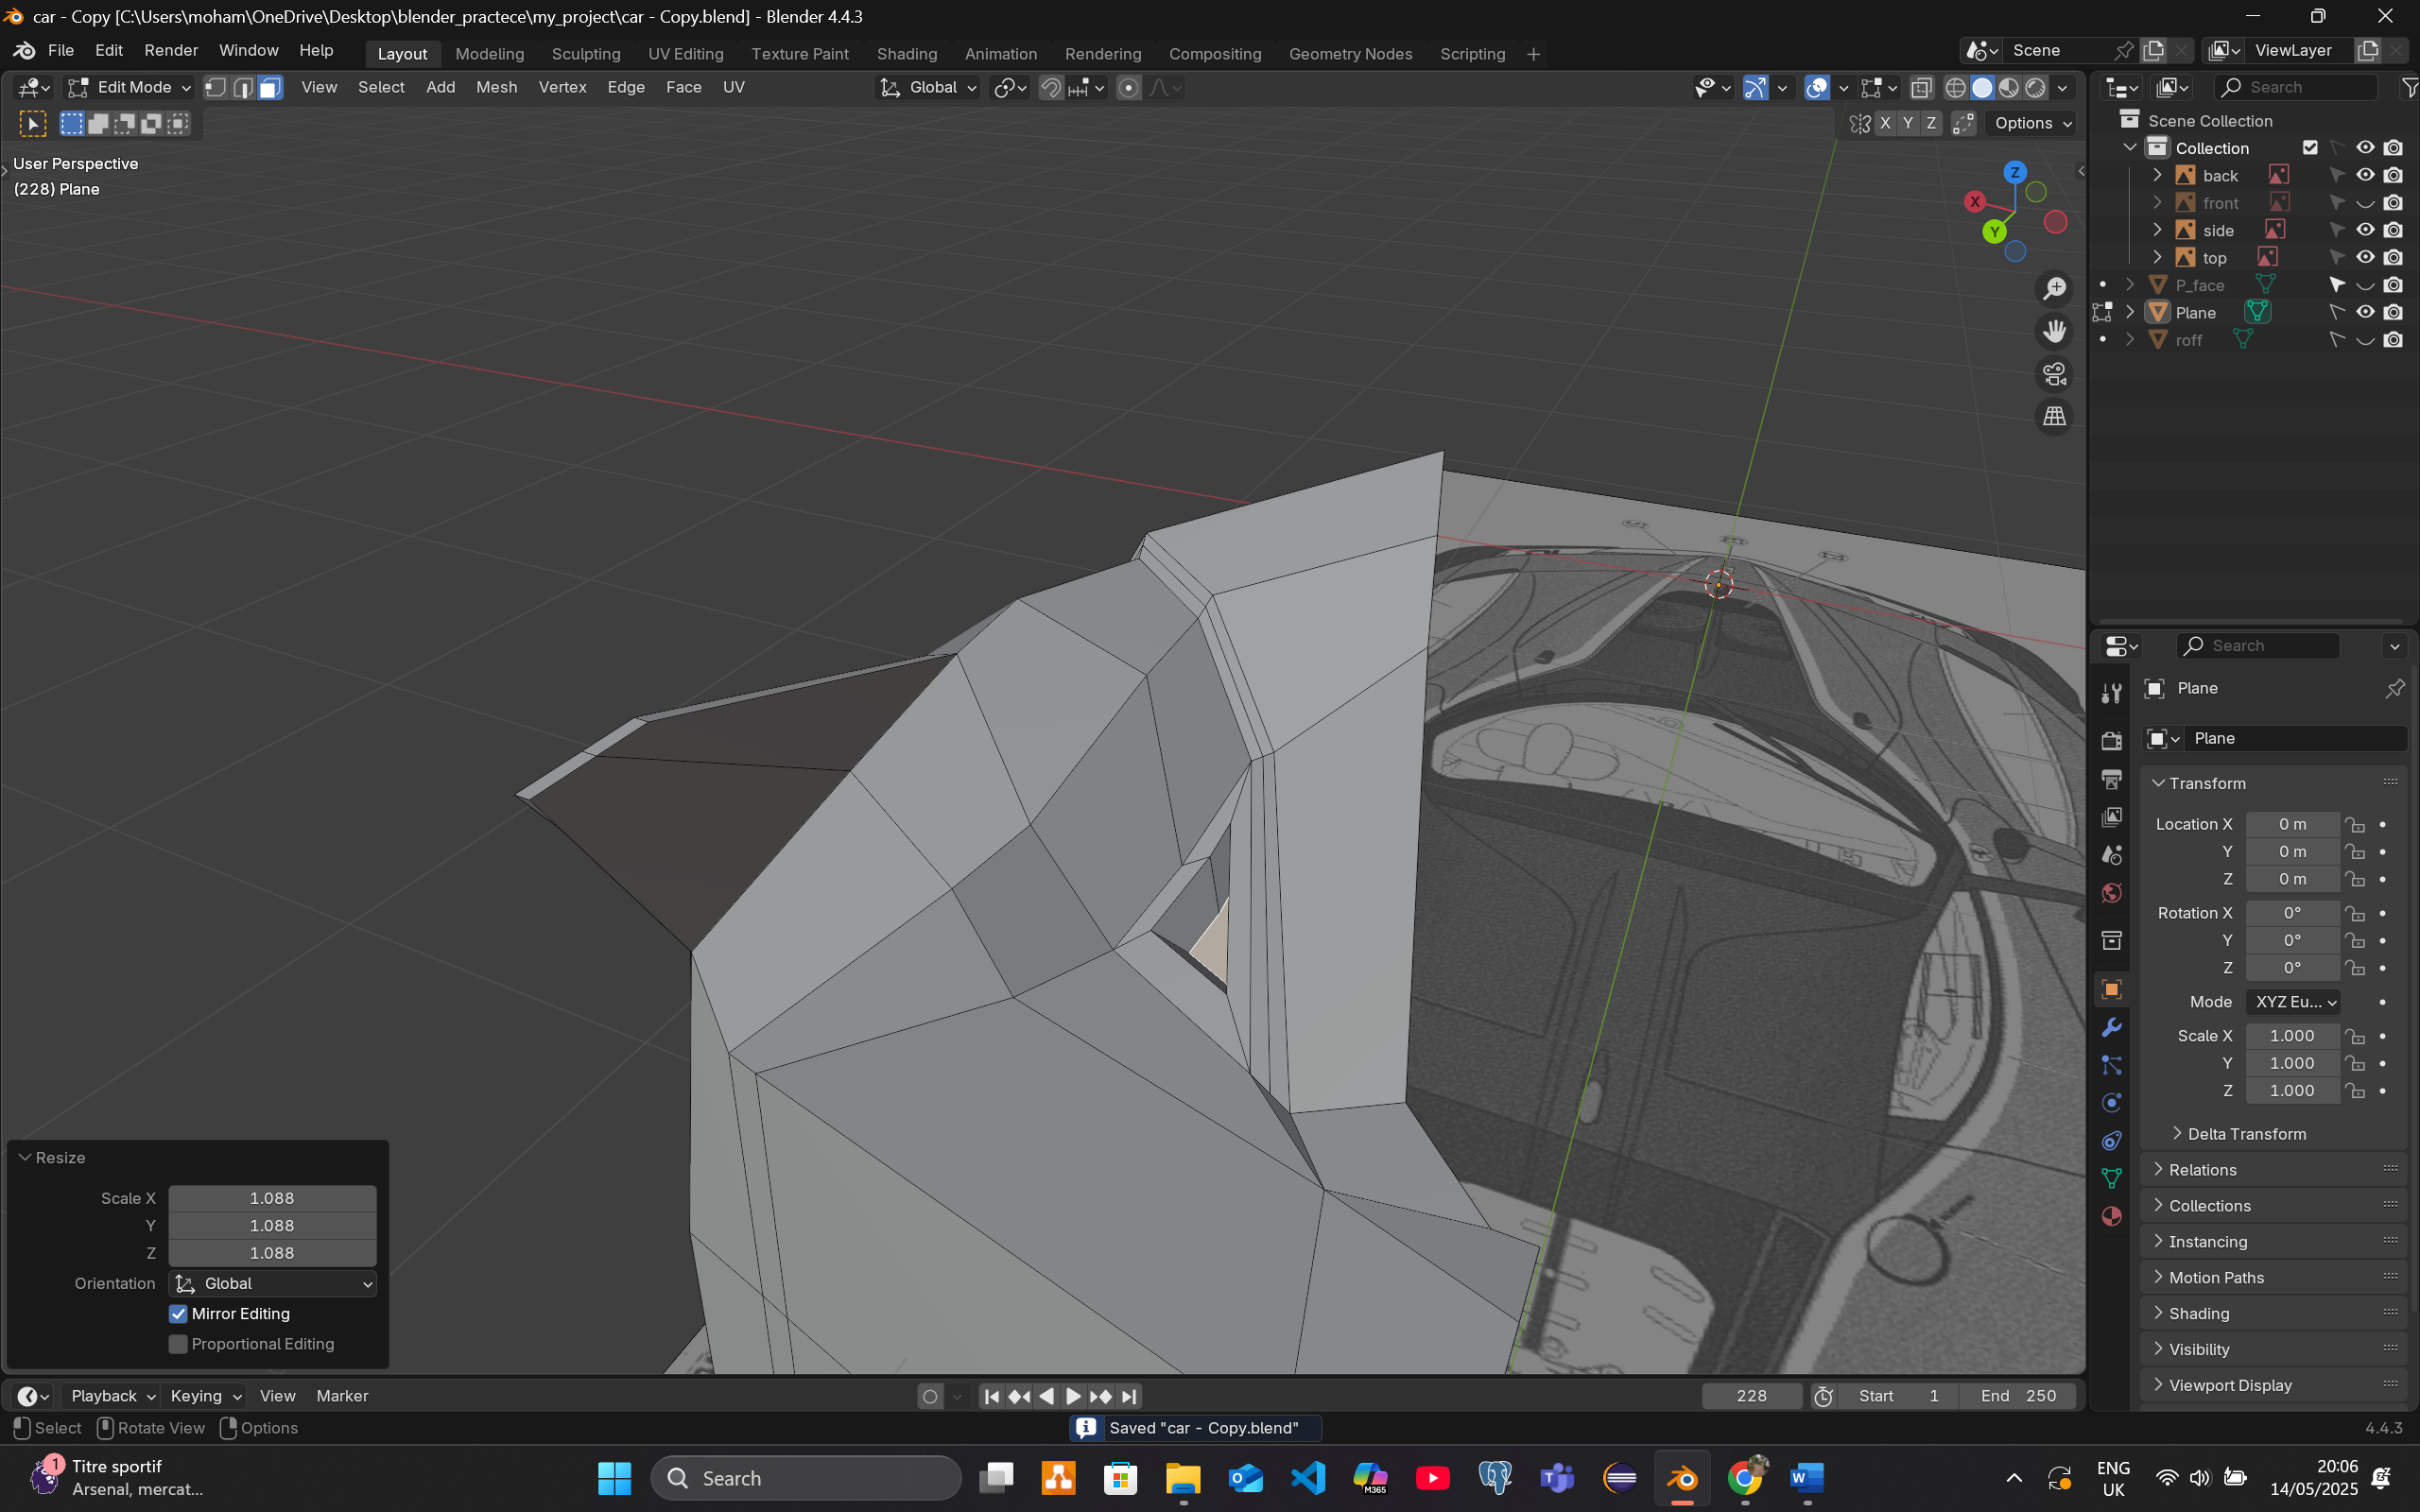 car - Copy [C:\Users\moham\OneDrive\Desktop\blender_practece\my_project\car - Copy.blend] - Blender 4.4.3
File Edit Render Window Help Layout Modeling Sculpting UV Editing Texture Paint Shading Animation Rendering Compositing Geometry Nodes Scripting + Scene ViewLayer
Edit Mode View Select Add Mesh Vertex Edge Face UV Global Search
X Y Z Options
User Perspective
(228) Plane
Z
X
Y
Scene Collection
Collection
back
front
side
top
P_face
Plane
roff
Search
Plane
Plane
Transform
Location X 0 m
Y 0 m
Z 0 m
Rotation X 0°
Y 0°
Z 0°
Mode XYZ Eu...
Scale X 1.000
Y 1.000
Z 1.000
Delta Transform
Relations
Collections
Instancing
Motion Paths
Shading
Visibility
Viewport Display
Resize
Scale X 1.088
Y 1.088
Z 1.088
Orientation Global
Mirror Editing
Proportional Editing
Playback Keying View Marker 228 Start 1 End 250
Select Rotate View Options Saved "car - Copy.blend" 4.4.3
1 Titre sportif
Arsenal, mercat...
Search
M365
ENG
UK
20:06
14/05/2025